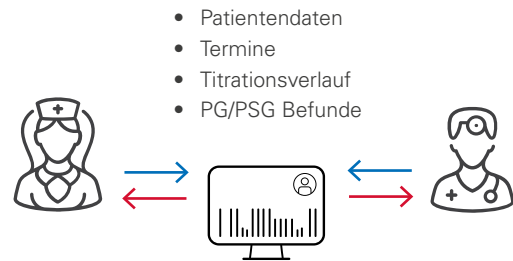 • Patientendaten
• Termine
• Titrationsverlauf
• PG/PSG Befunde